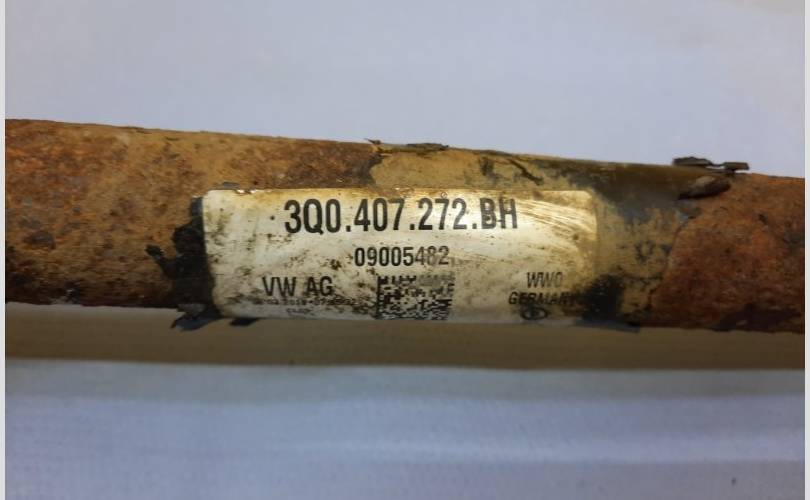 3Q0.407.272.BH
09005482
VW AG
WWO
GERMANY